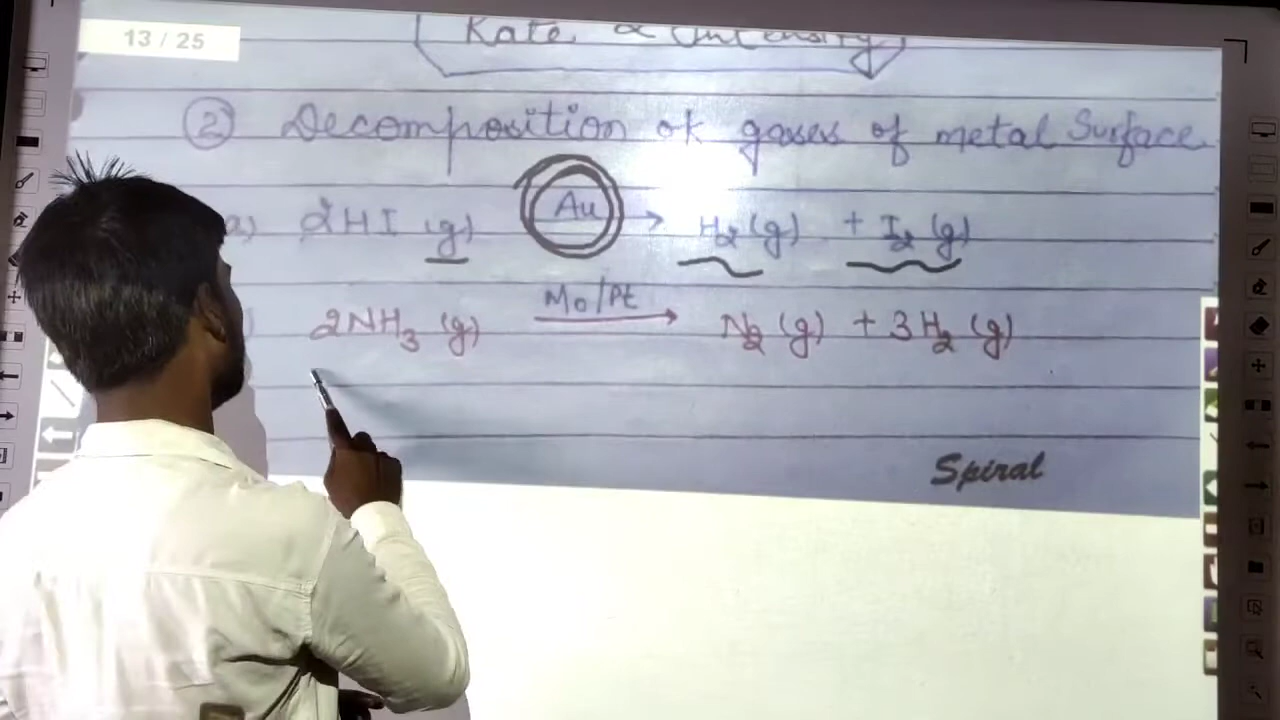 13 / 25
Rate ∝ (Intensity)
② Decomposition of gases of metal Surface
a) 2HI (g) Au → H₂(g) + I₂(g)
) 2NH₃ (g) Mo/Pt → N₂ (g) + 3H₂ (g)
Spiral